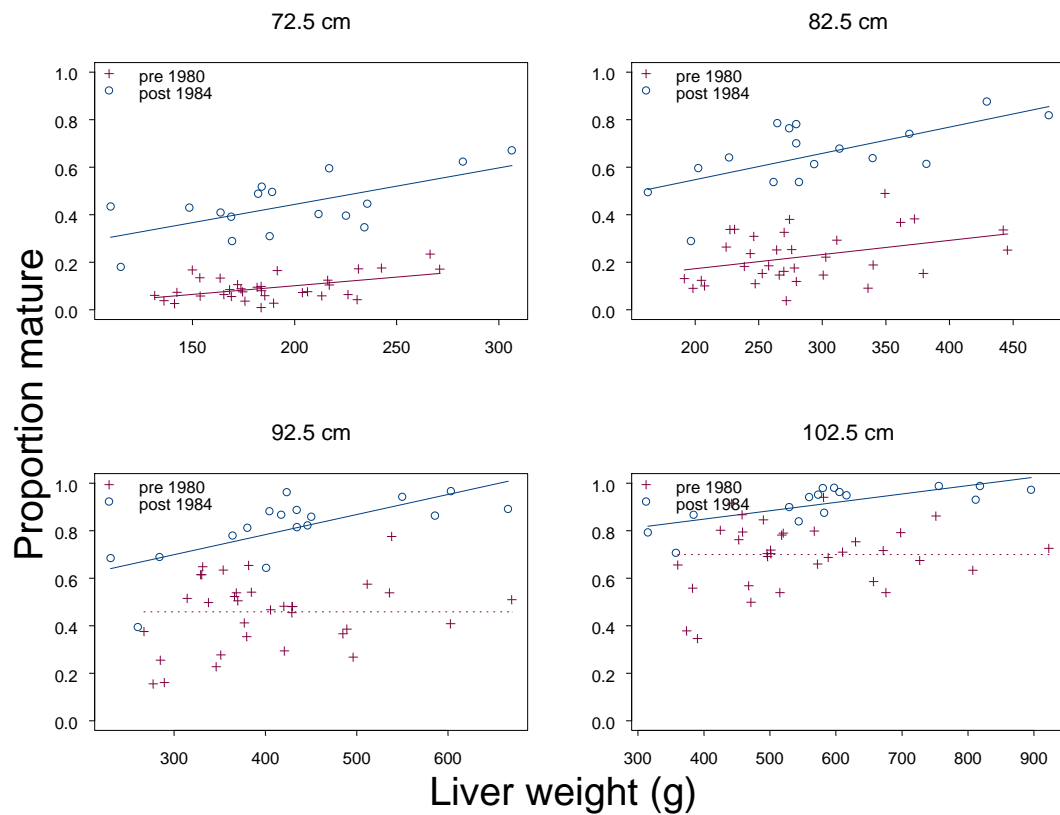 72.5 cm
1.0
0.8
0.6
0.4
0.2
0.0
pre 1980
post 1984
150 200 250 300
82.5 cm
1.0
0.8
0.6
0.4
0.2
0.0
pre 1980
post 1984
200 250 300 350 400 450
Proportion mature
92.5 cm
1.0
0.8
0.6
0.4
0.2
0.0
pre 1980
post 1984
300 400 500 600
102.5 cm
1.0
0.8
0.6
0.4
0.2
0.0
pre 1980
post 1984
300 400 500 600 700 800 900
Liver weight (g)